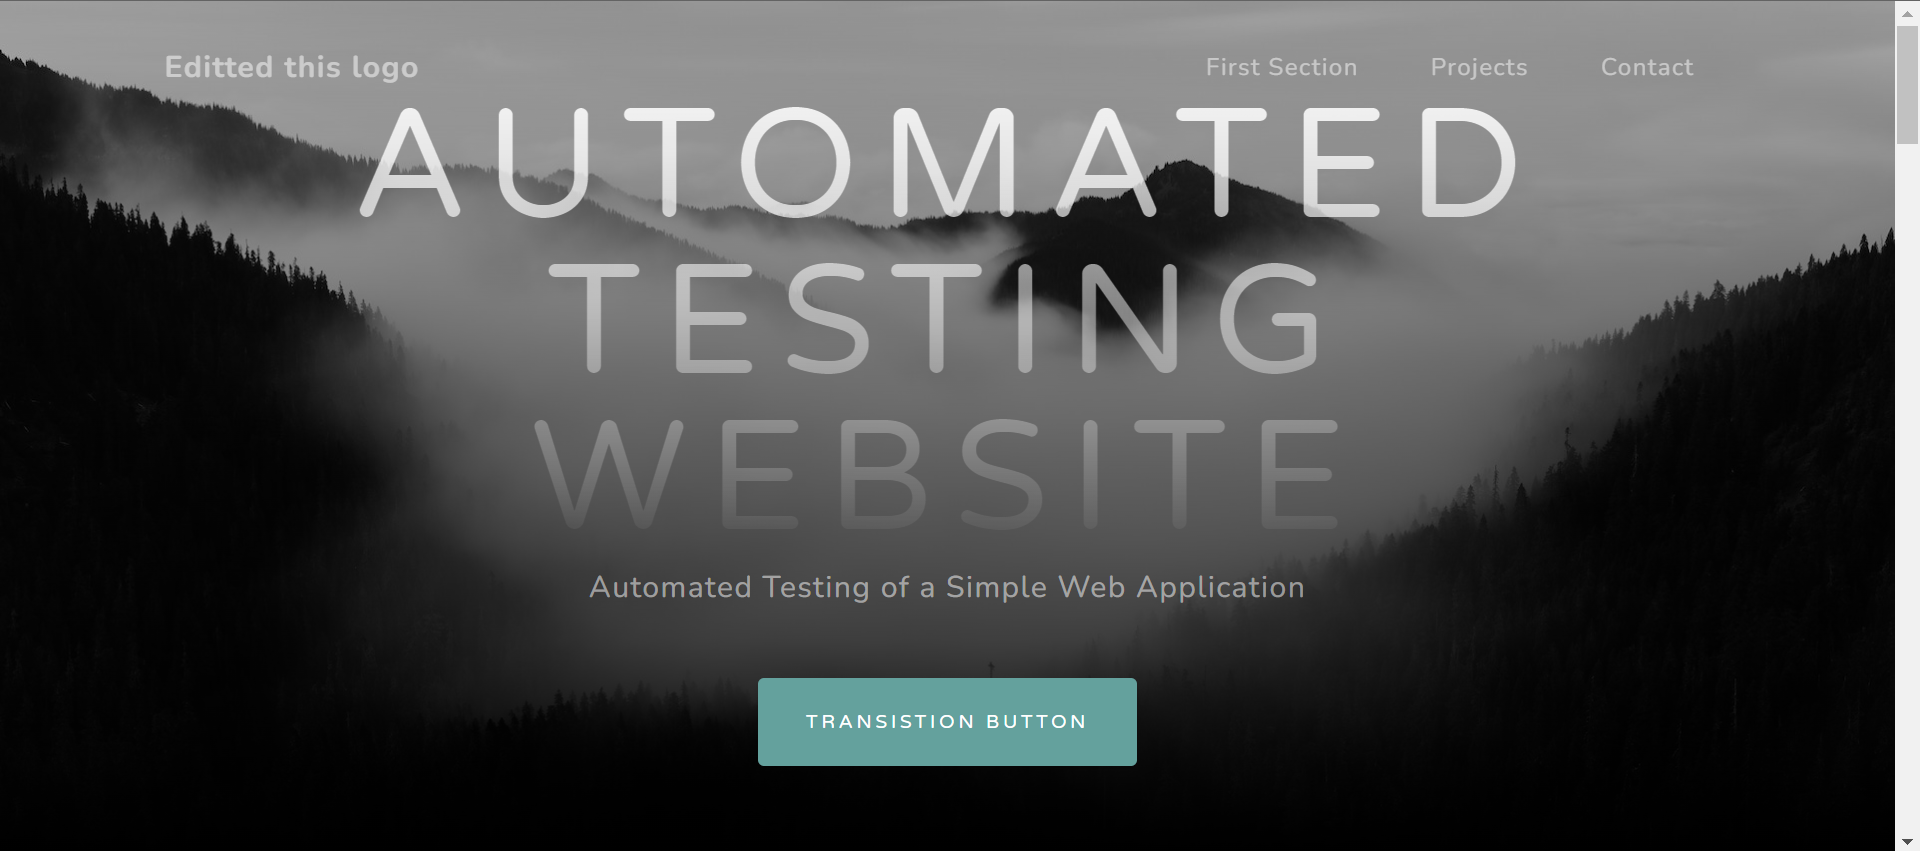 Editted this logo
First Section Projects Contact
AUTOMATED
TESTING
WEBSITE
Automated Testing of a Simple Web Application
TRANSISTION BUTTON